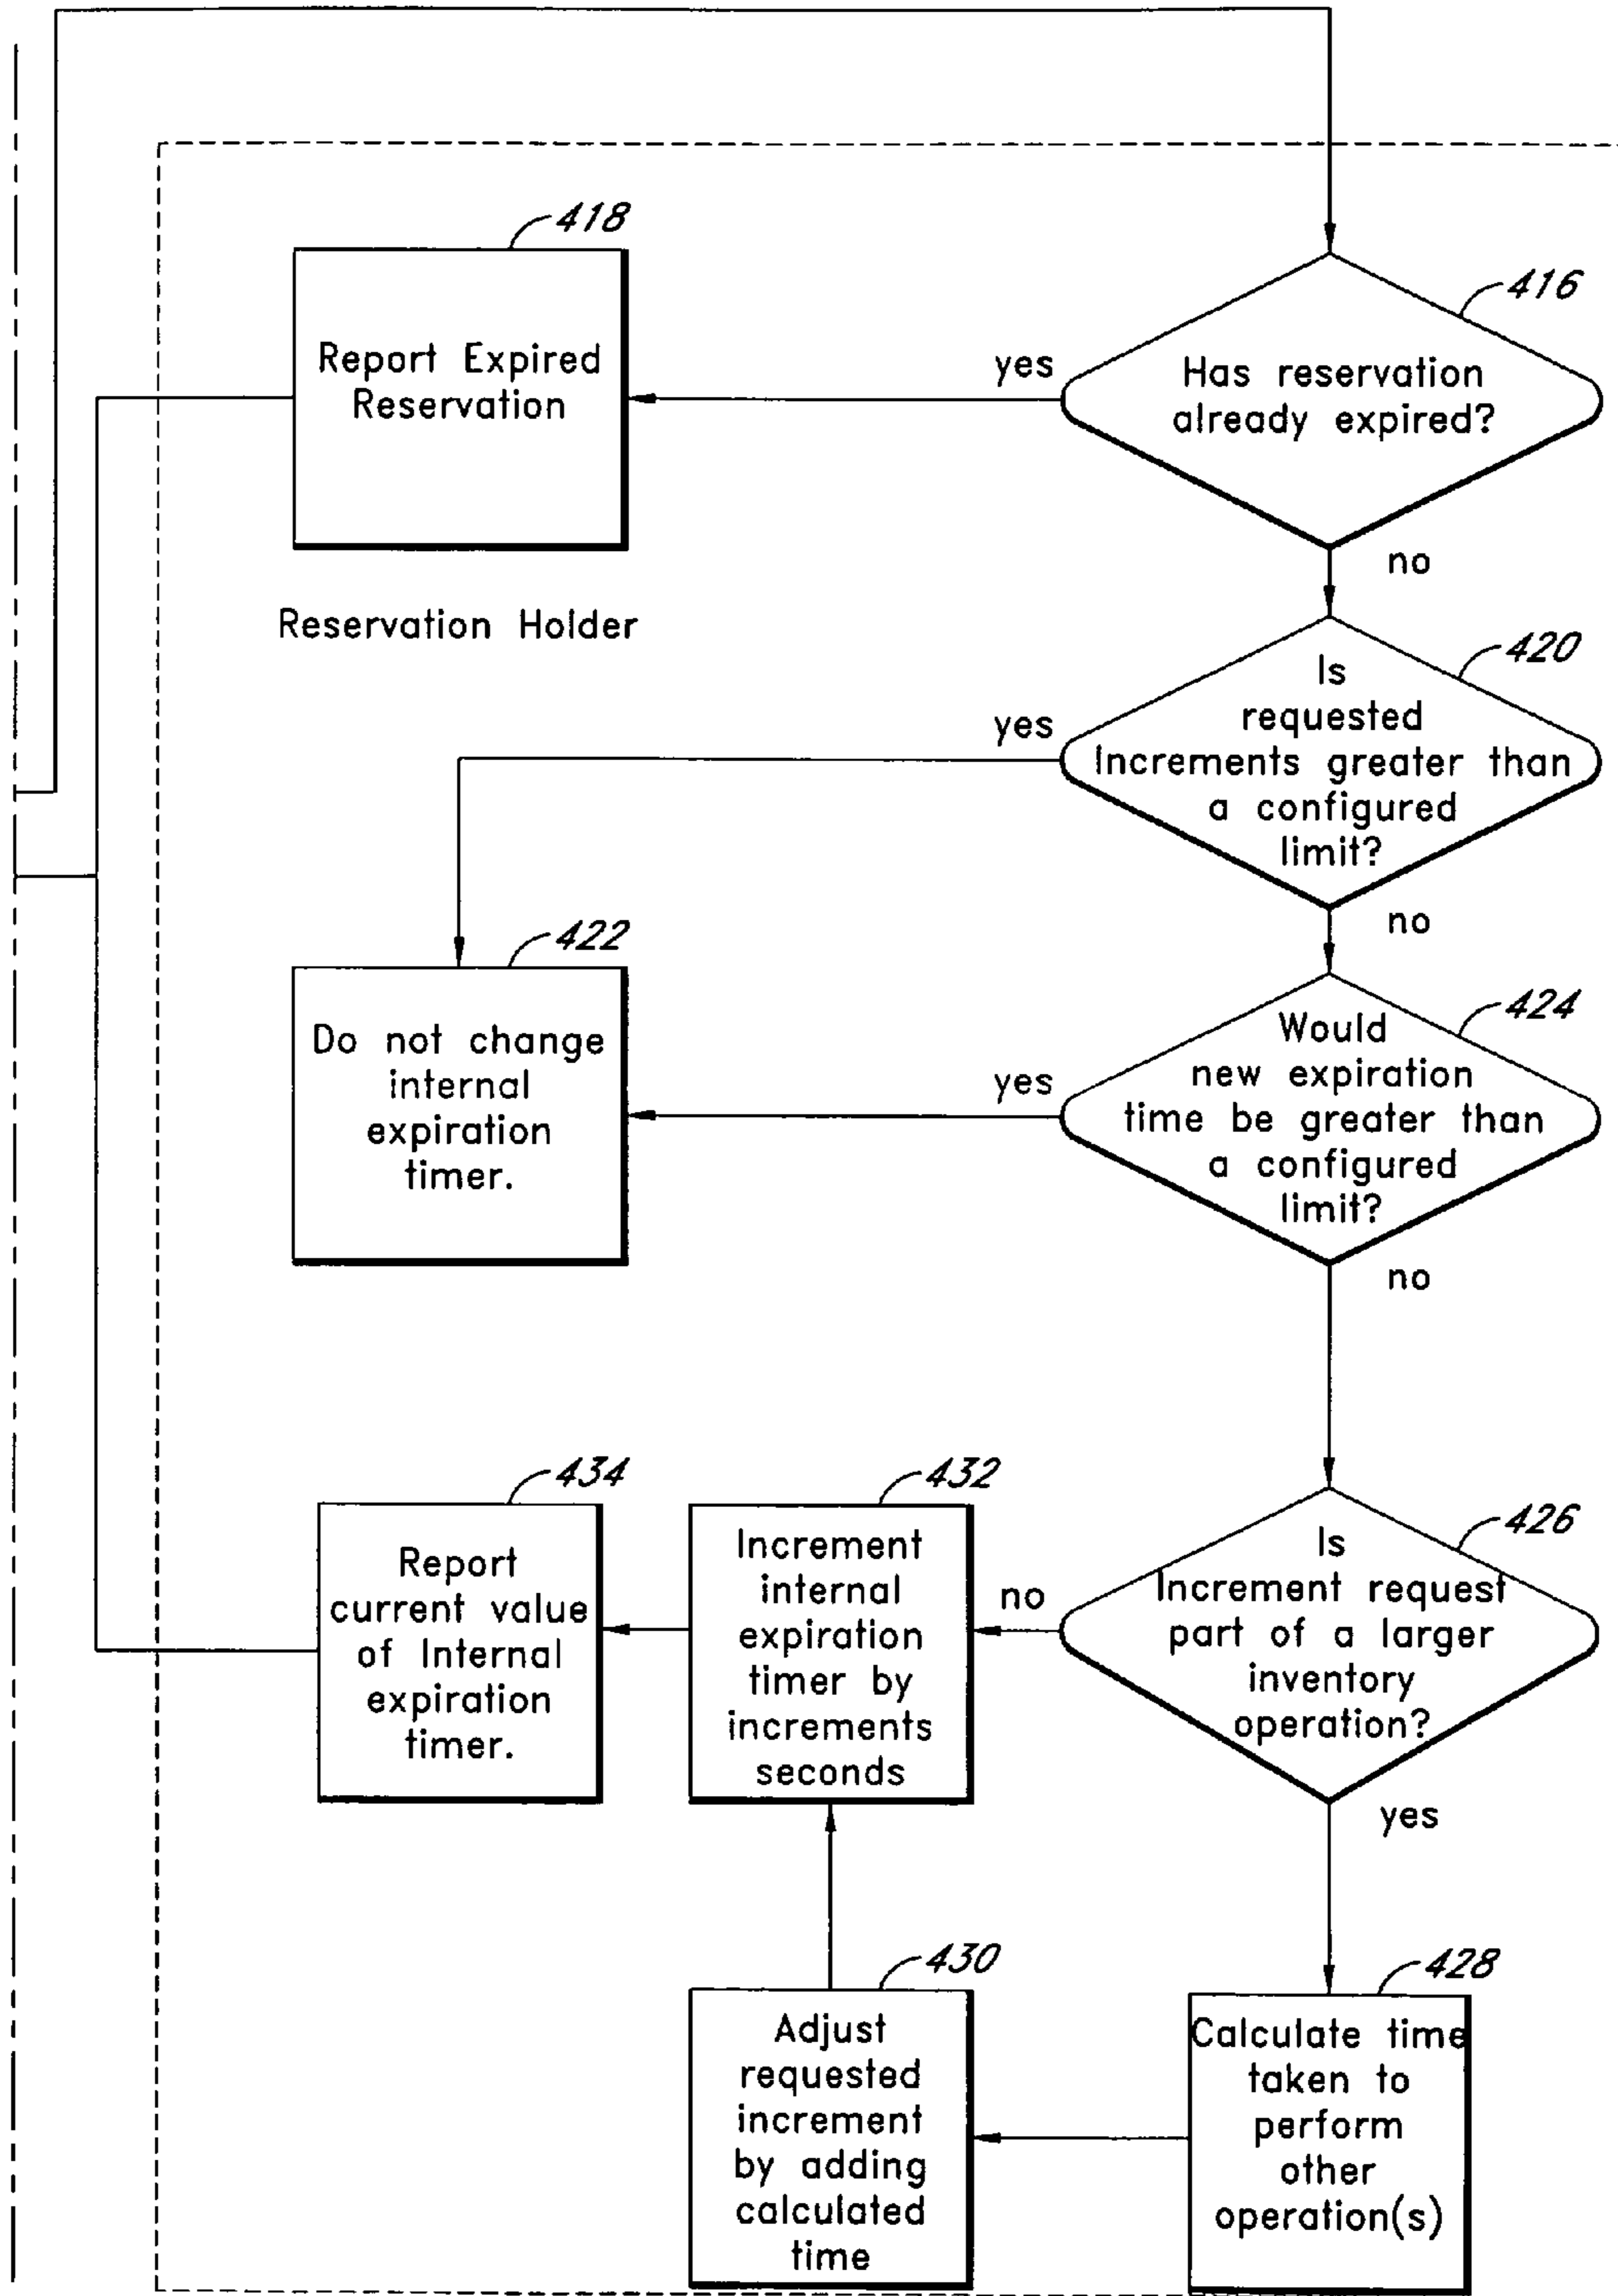 418
Report Expired
Reservation
416
yes
Has reservation
already expired?
no
Reservation Holder
420
yes
Is
requested
Increments greater than
a configured
limit?
no
422
Do not change
internal
expiration
timer.
424
yes
Would
new expiration
time be greater than
a configured
limit?
no
434
Report
current value
of Internal
expiration
timer.
432
Increment
internal
expiration
timer by
increments
seconds
no
426
Is
Increment request
part of a larger
inventory
operation?
yes
430
Adjust
requested
increment
by adding
calculated
time
428
Calculate time
taken to
perform
other
operation(s)